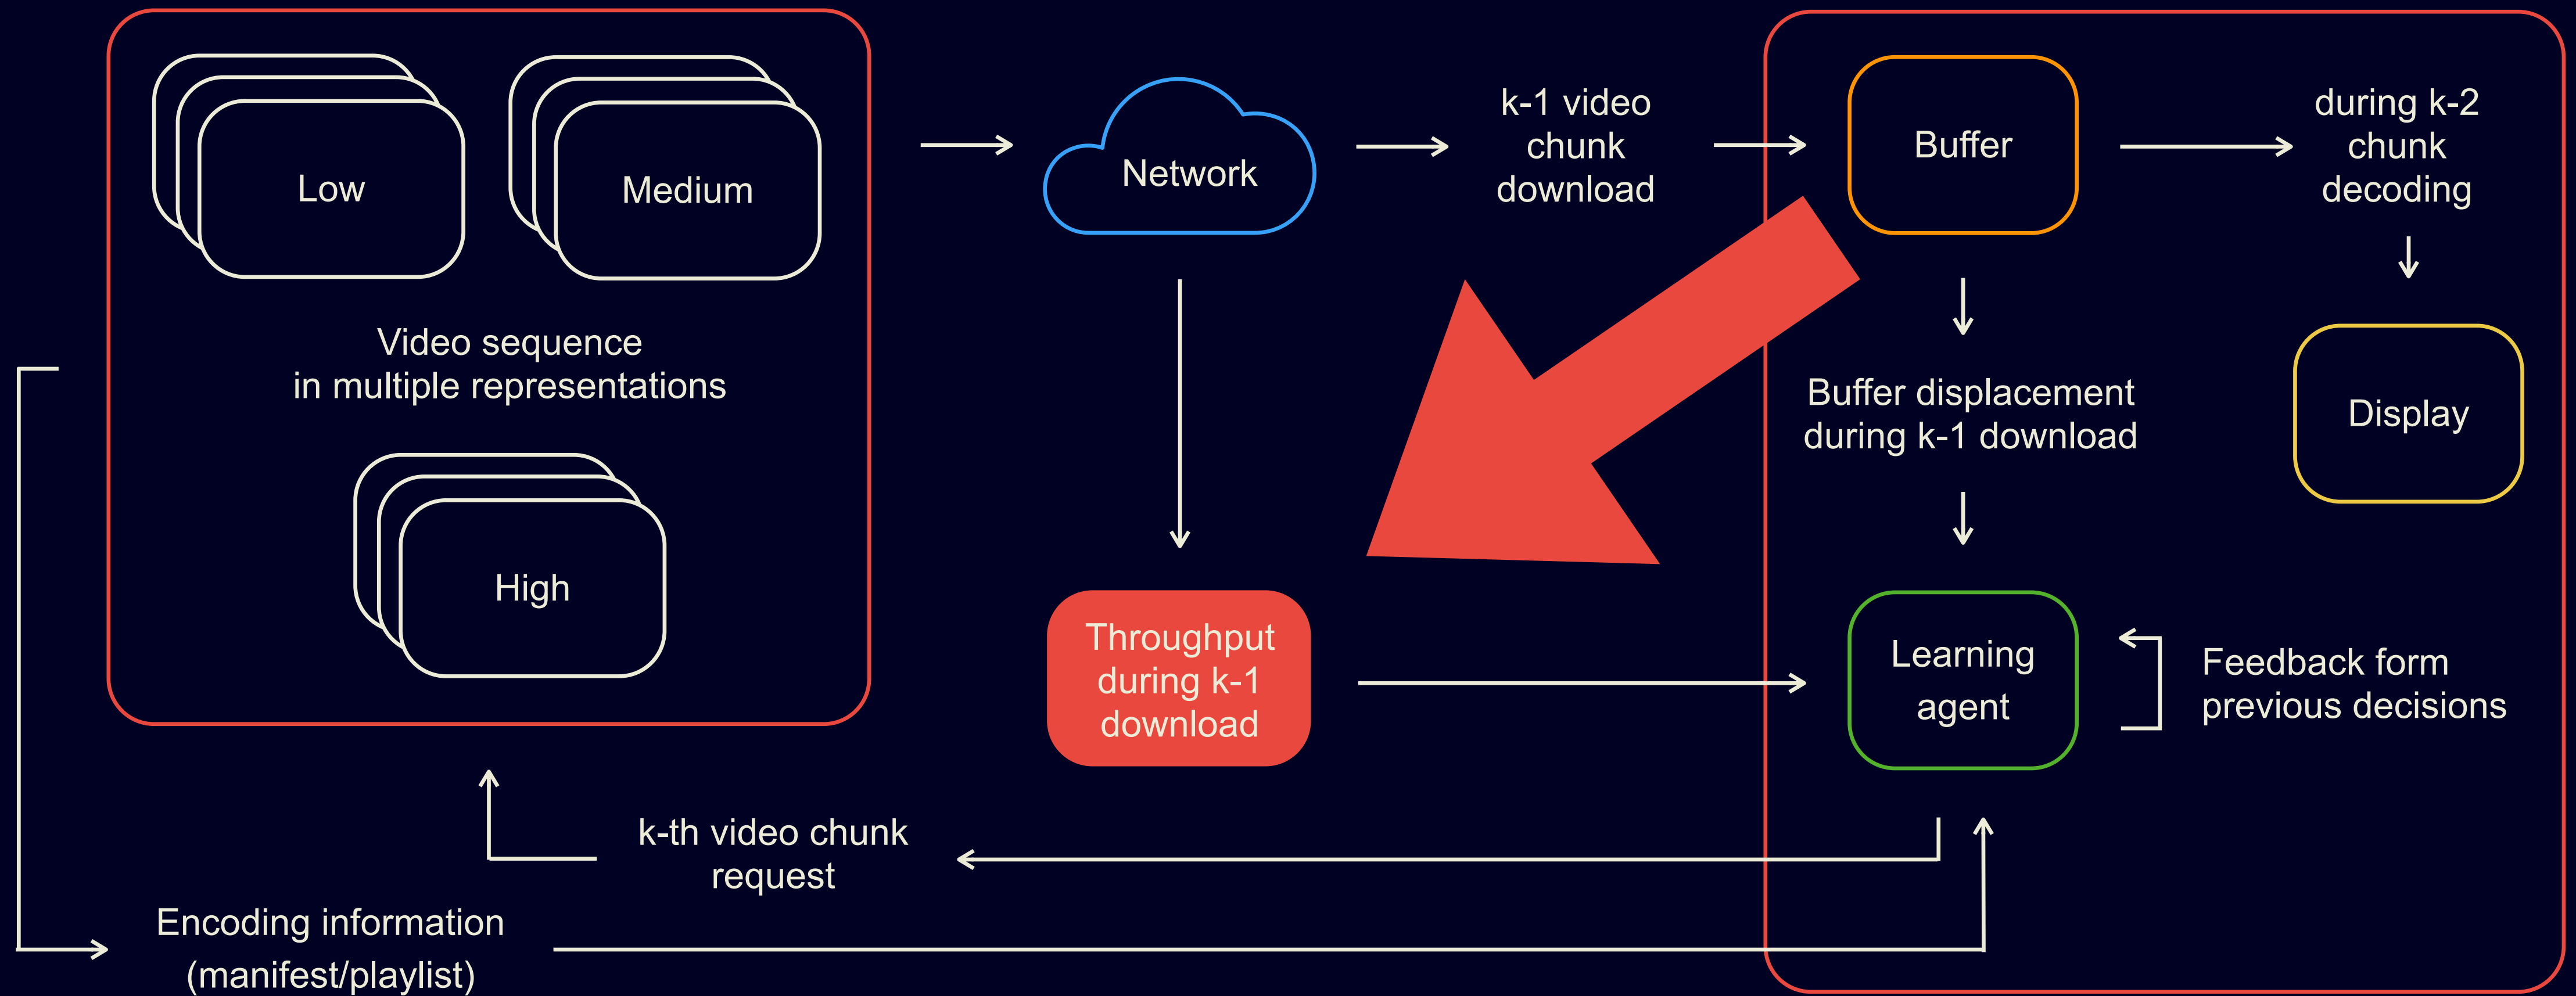 Low
Medium
Video sequence
in multiple representations
High
Network
k-1 video
chunk
download
Buffer
during k-2
chunk
decoding
Buffer displacement
during k-1 download
Display
Throughput
during k-1
download
Learning
agent
Feedback form
previous decisions
k-th video chunk
request
Encoding information
(manifest/playlist)